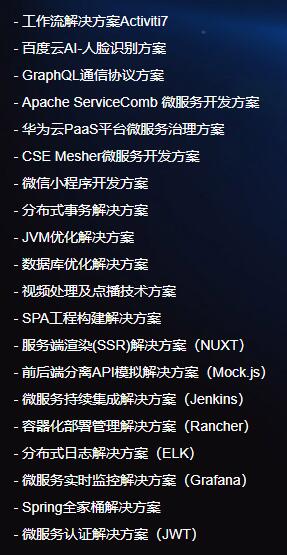 - 工作流解决方案Activiti7
- 百度云AI-人脸识别方案
- GraphQL通信协议方案
- Apache ServiceComb 微服务开发方案
- 华为云PaaS平台微服务治理方案
- CSE Mesher微服务开发方案
- 微信小程序开发方案
- 分布式事务解决方案
- JVM优化解决方案
- 数据库优化解决方案
- 视频处理及点播技术方案
- SPA工程构建解决方案
- 服务端渲染(SSR)解决方案（NUXT）
- 前后端分离API模拟解决方案（Mock.js）
- 微服务持续集成解决方案（Jenkins）
- 容器化部署管理解决方案（Rancher）
- 分布式日志解决方案（ELK）
- 微服务实时监控解决方案（Grafana）
- Spring全家桶解决方案
- 微服务认证解决方案（JWT）